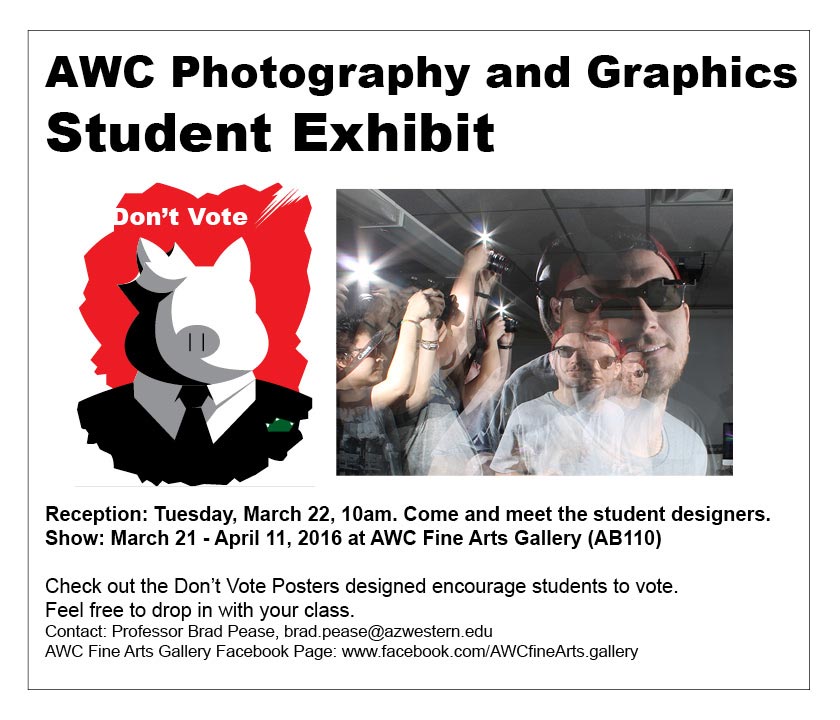 AWC Photography and Graphics
Student Exhibit
Don't Vote
Reception: Tuesday, March 22, 10am. Come and meet the student designers.
Show: March 21 - April 11, 2016 at AWC Fine Arts Gallery (AB110)
Check out the Don't Vote Posters designed encourage students to vote.
Feel free to drop in with your class.
Contact: Professor Brad Pease, brad.pease@azwestern.edu
AWC Fine Arts Gallery Facebook Page: www.facebook.com/AWCfineArts.gallery